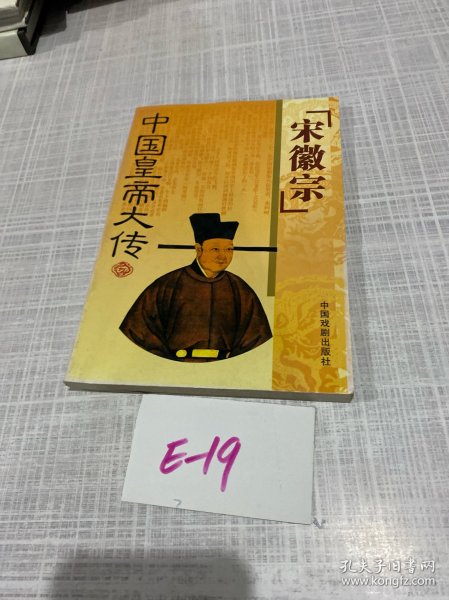 中国皇帝大传
「宋徽宗」
中国戏剧出版社
E-19
孔夫子旧书网
www.kongfz.com